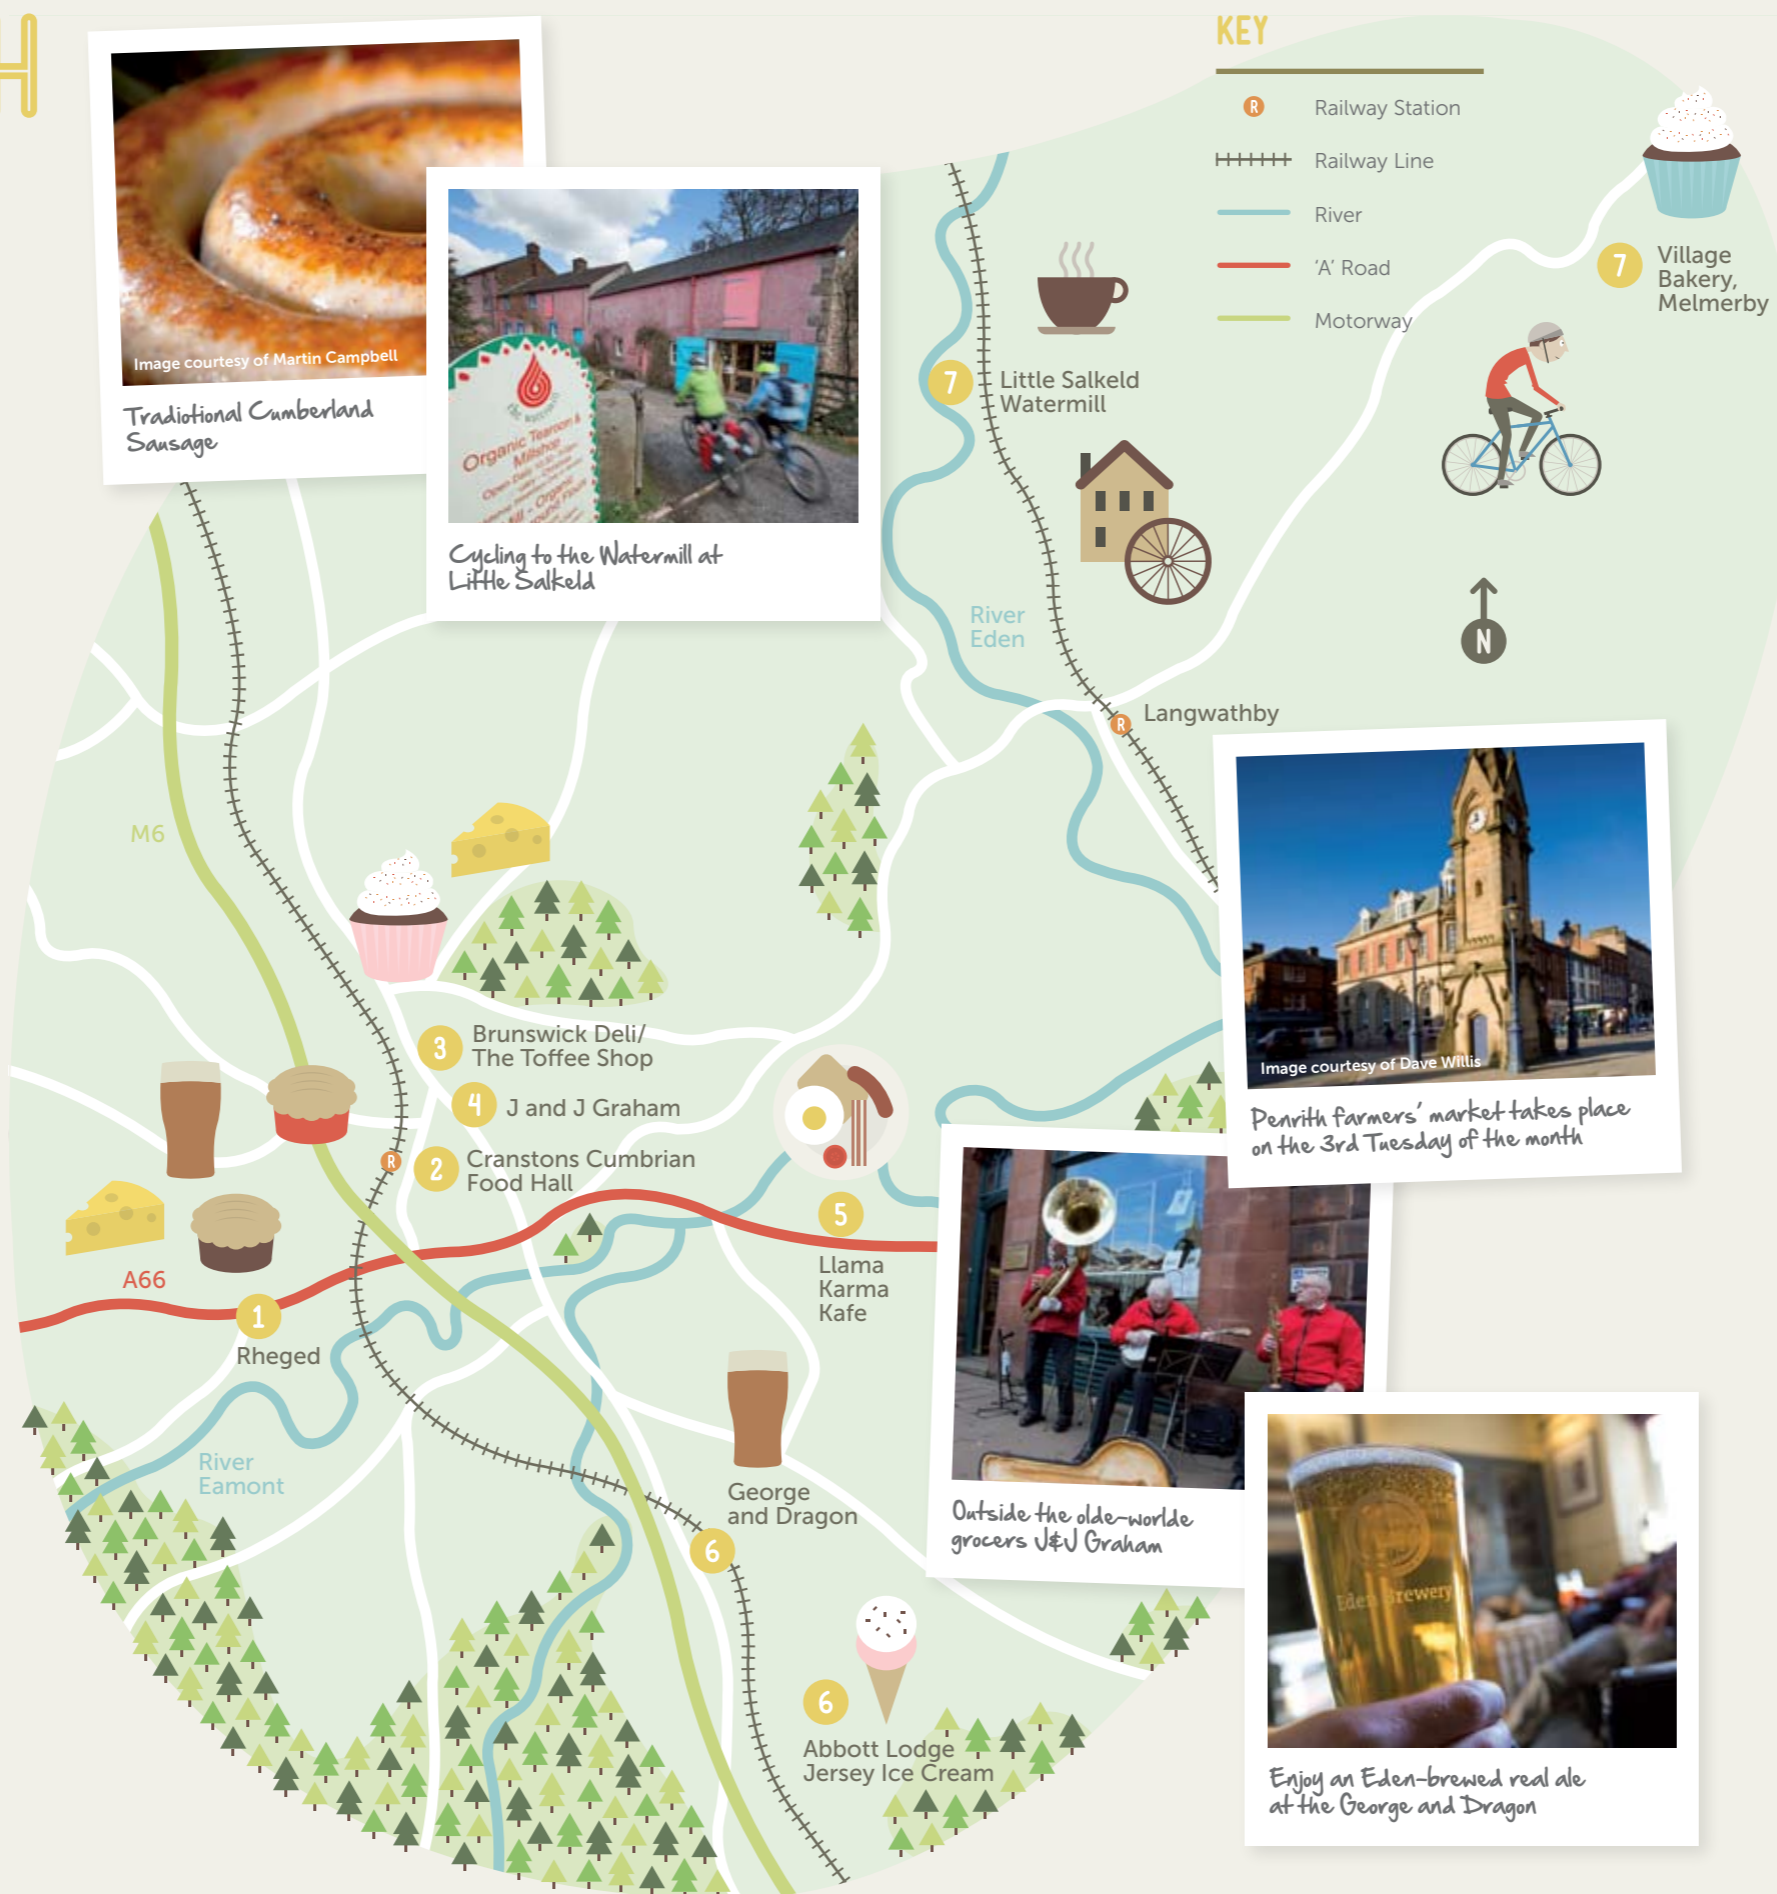 H
KEY
R
Railway Station
Railway Line
River
'A' Road
Motorway
Image courtesy of Martin Campbell
Tradiotional Cumberland
Sausage
Organic Tearoom &
Millshop
Cycling to the Watermill at
Little Salkeld
7
Village
Bakery,
Melmerby
7
Little Salkeld
Watermill
River
Eden
N
R
Langwathby
M6
Image courtesy of Dave Willis
Penrith farmers' market takes place
on the 3rd Tuesday of the month
3
Brunswick Deli/
The Toffee Shop
4
J and J Graham
R
2
Cranstons Cumbrian
Food Hall
5
Llama
Karma
Kafe
A66
1
Rheged
River
Eamont
George
and Dragon
6
Outside the olde-worlde
grocers J&J Graham
Eden Brewery
6
Abbott Lodge
Jersey Ice Cream
Enjoy an Eden-brewed real ale
at the George and Dragon